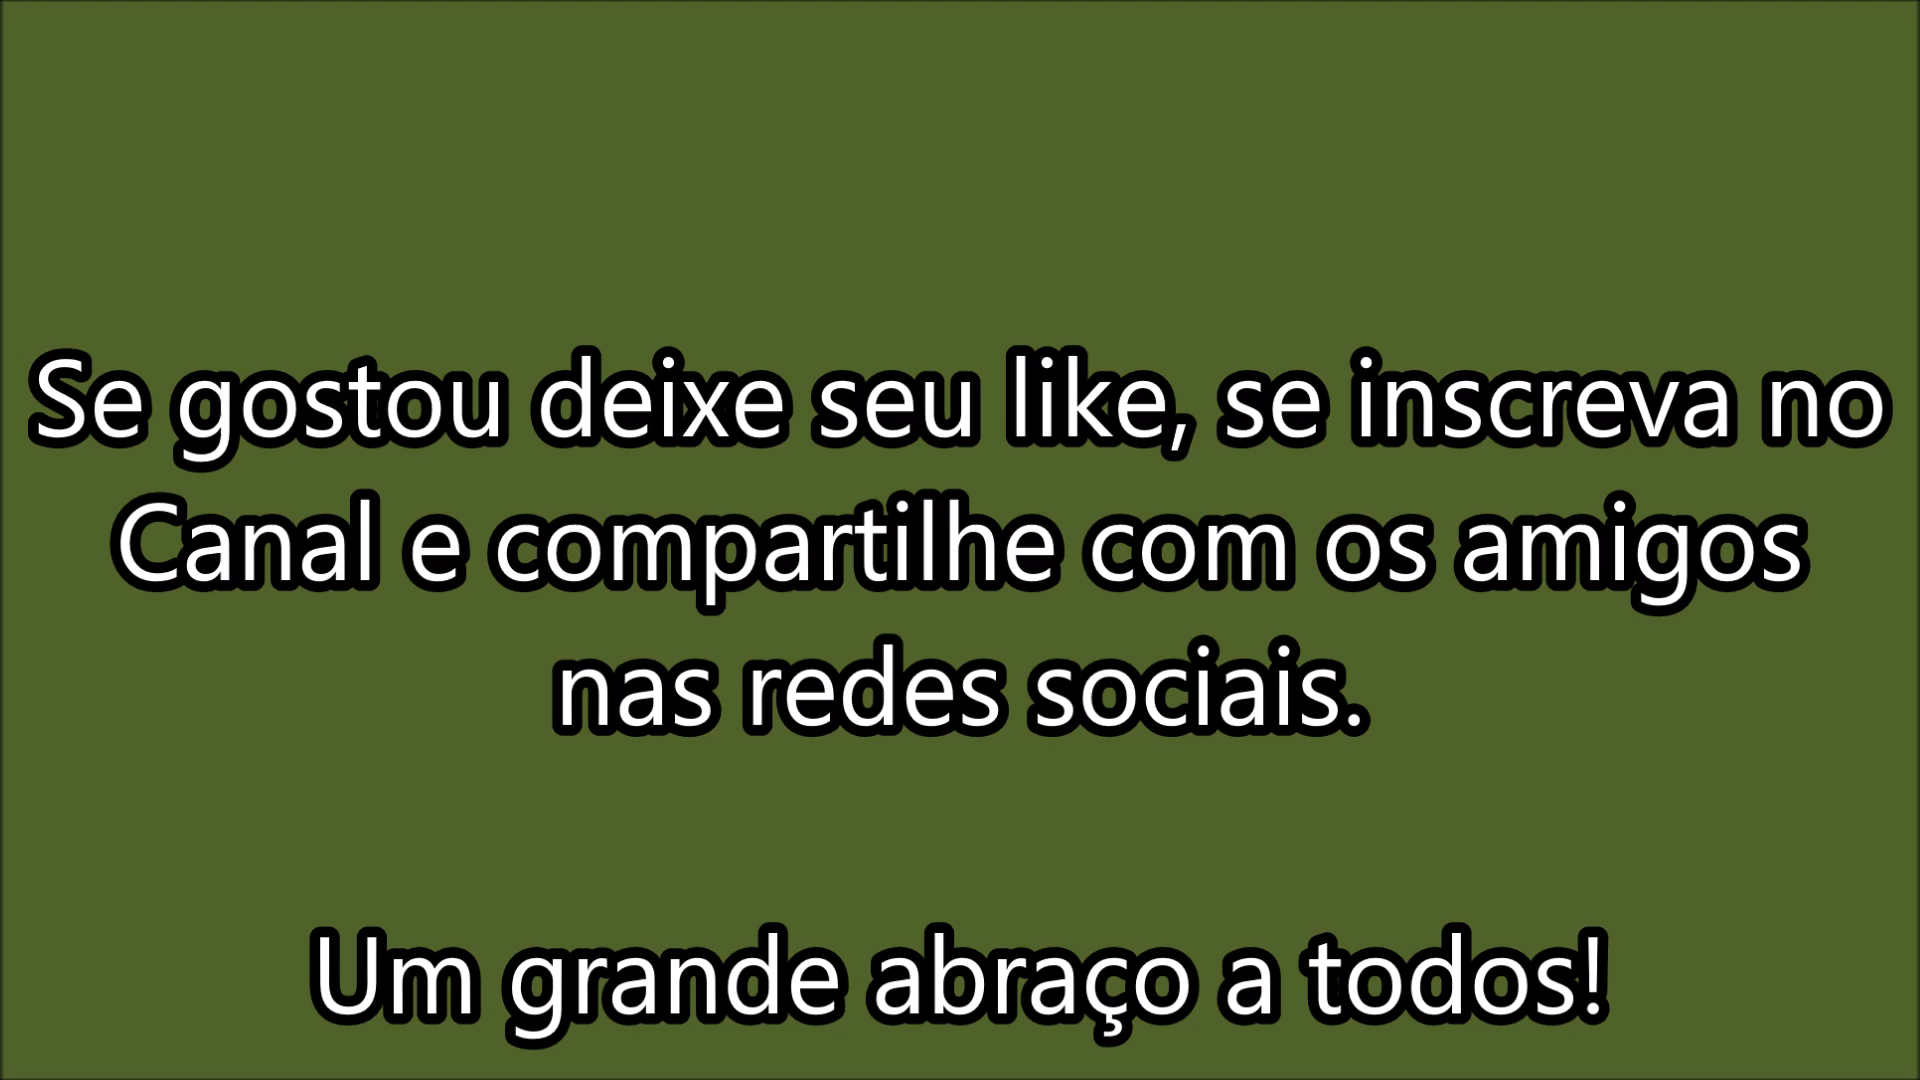 Se gostou deixe seu like, se inscreva no
Canal e compartilhe com os amigos
nas redes sociais.
Um grande abraço a todos!